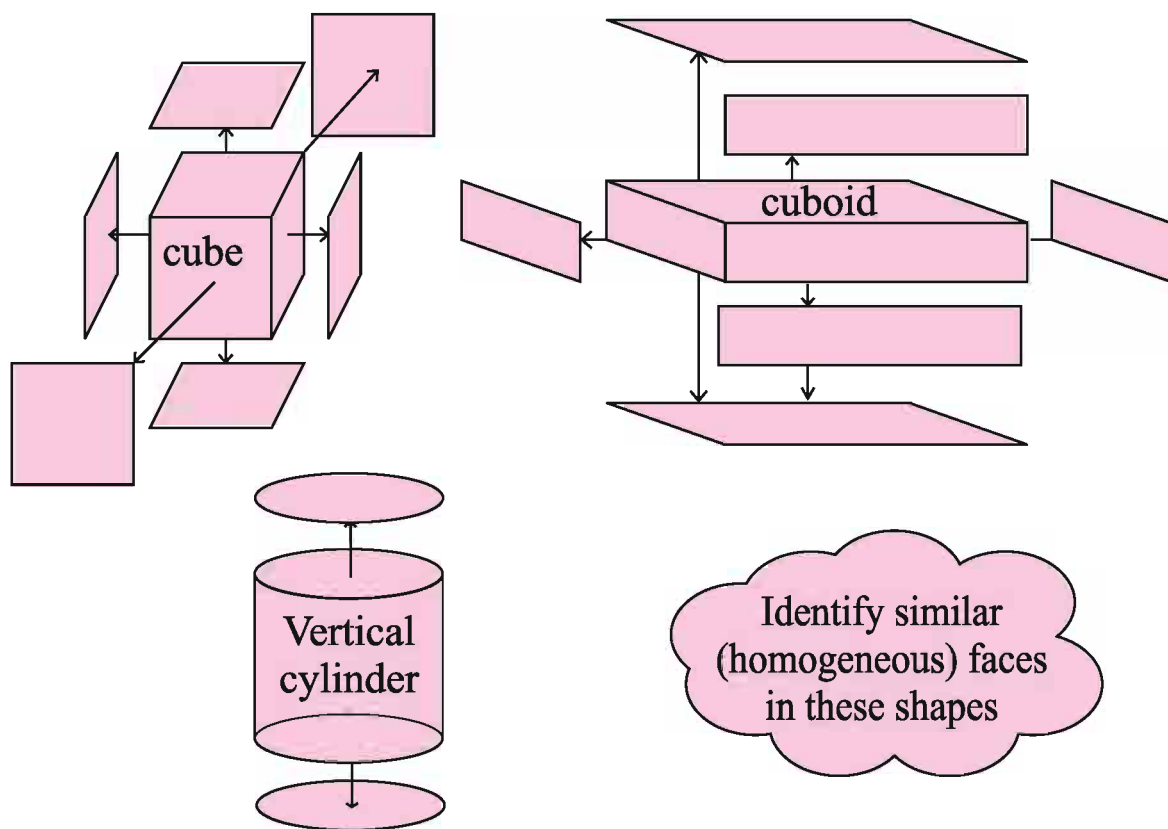 cube
cuboid
Vertical
cylinder
Identify similar
(homogeneous) faces
in these shapes